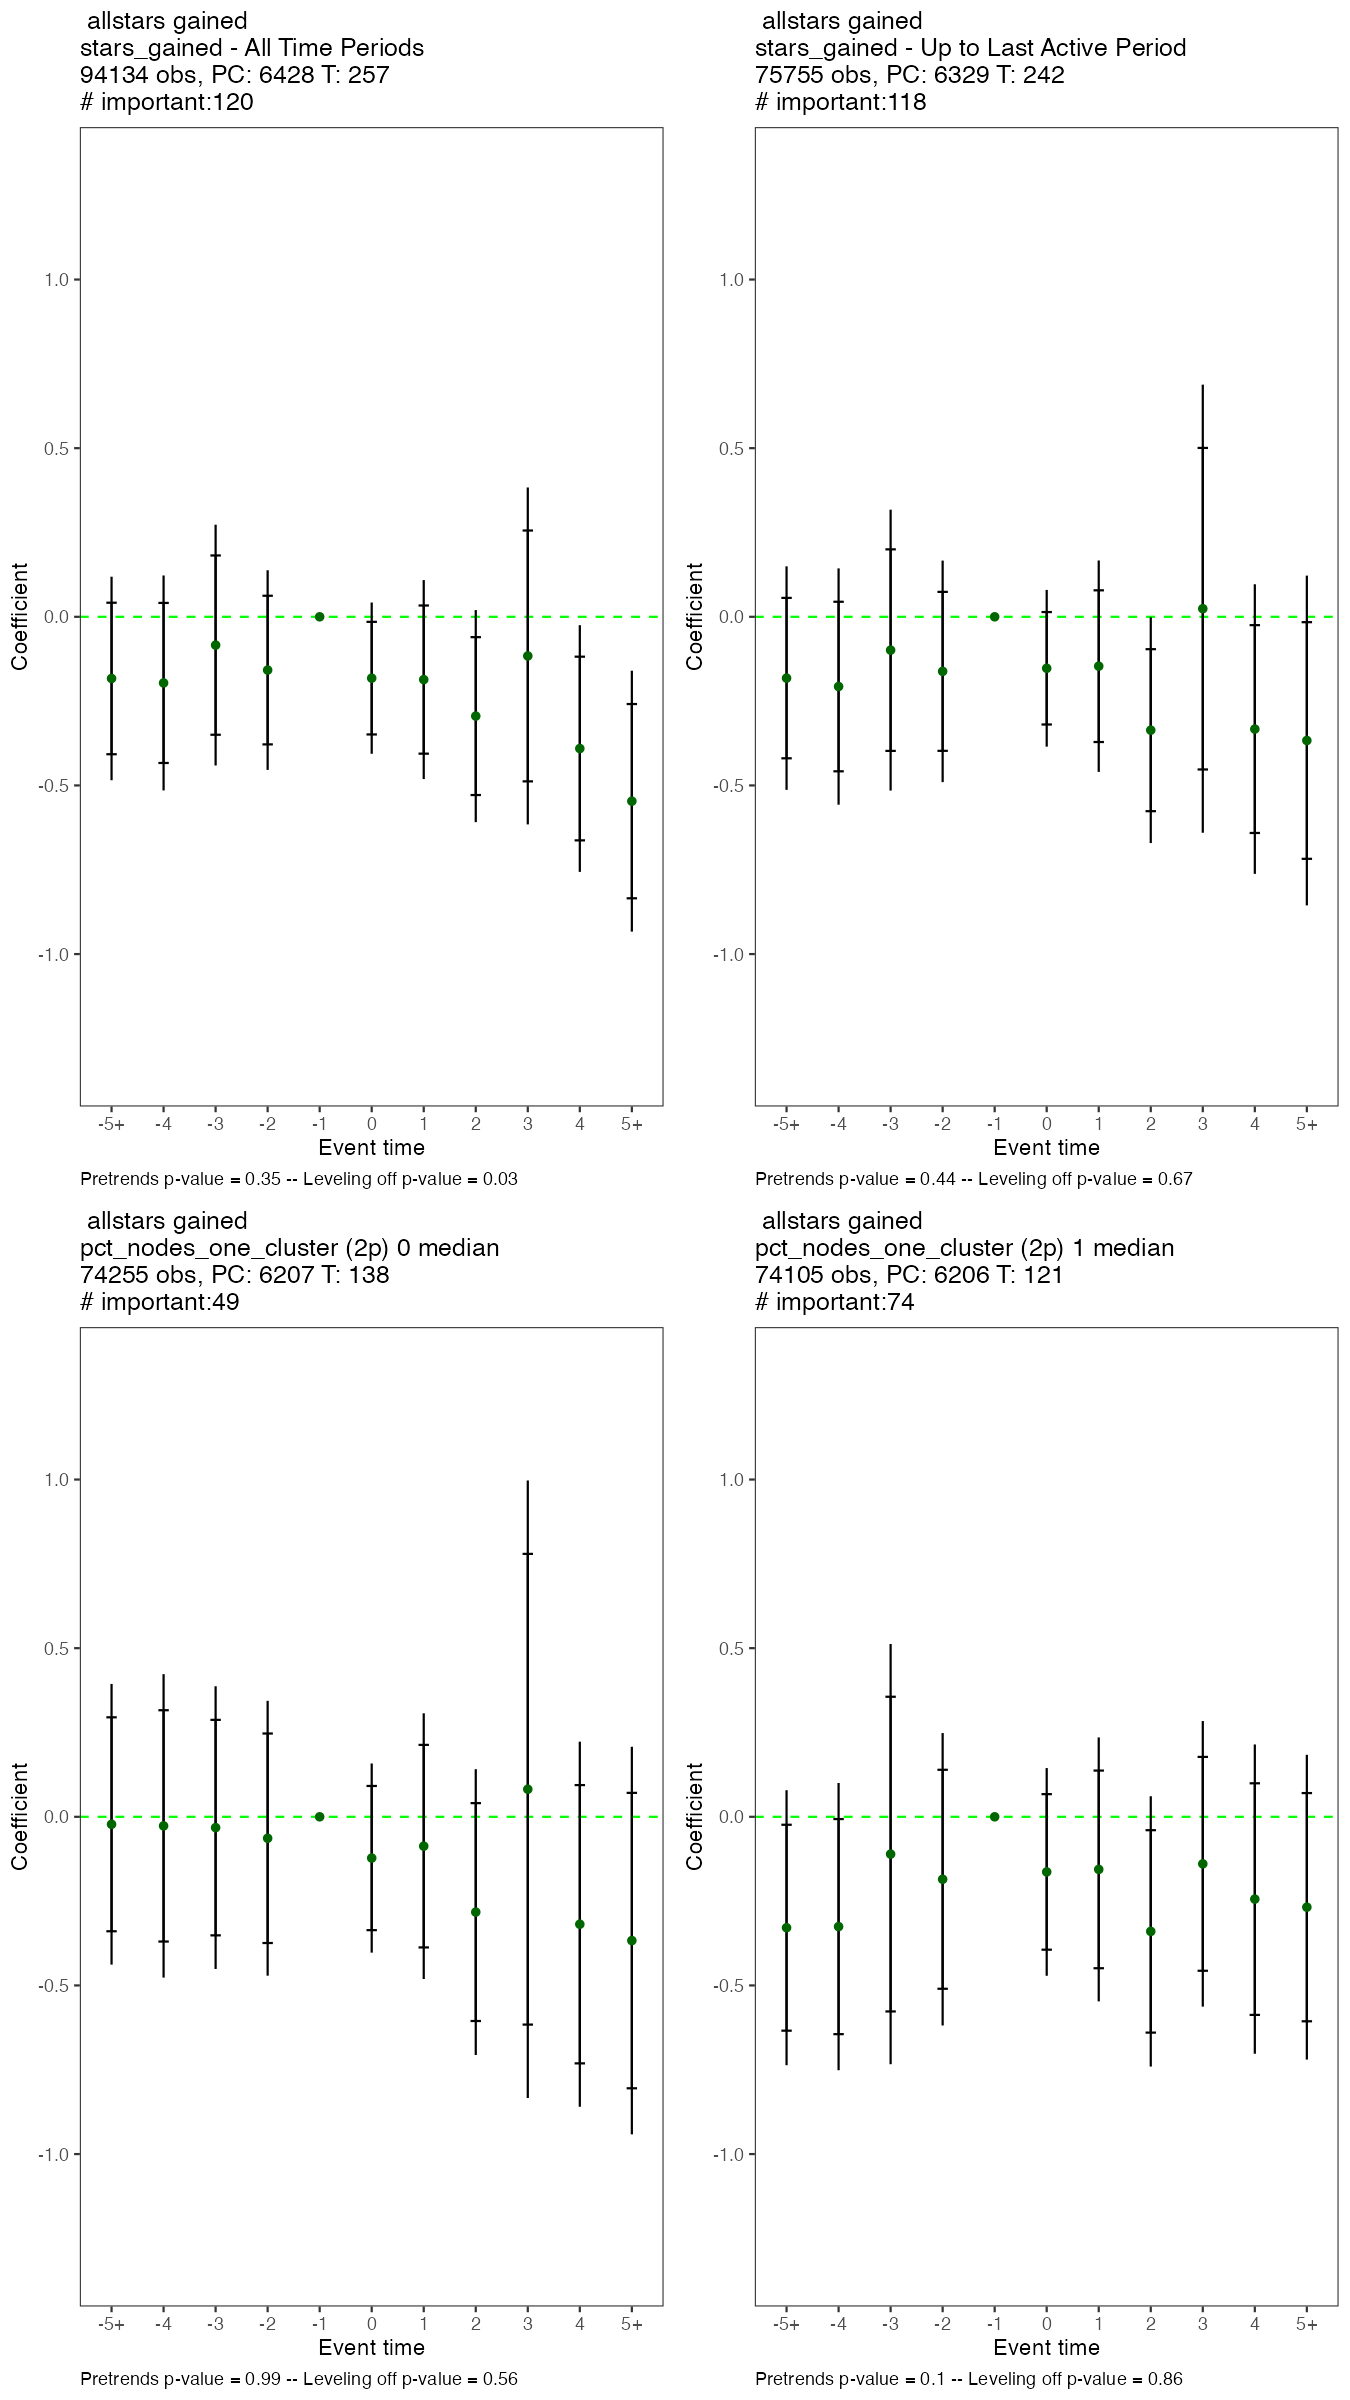 allstars gained
stars_gained - All Time Periods
94134 obs, PC: 6428 T: 257
# important:120
Coefficient
1.0
0.5
0.0
-0.5
-1.0
-5+ -4 -3 -2 -1 0 1 2 3 4 5+
Event time
Pretrends p-value = 0.35 -- Leveling off p-value = 0.03
allstars gained
stars_gained - Up to Last Active Period
75755 obs, PC: 6329 T: 242
# important:118
Coefficient
1.0
0.5
0.0
-0.5
-1.0
-5+ -4 -3 -2 -1 0 1 2 3 4 5+
Event time
Pretrends p-value = 0.44 -- Leveling off p-value = 0.67
allstars gained
pct_nodes_one_cluster (2p) 0 median
74255 obs, PC: 6207 T: 138
# important:49
Coefficient
1.0
0.5
0.0
-0.5
-1.0
-5+ -4 -3 -2 -1 0 1 2 3 4 5+
Event time
Pretrends p-value = 0.99 -- Leveling off p-value = 0.56
allstars gained
pct_nodes_one_cluster (2p) 1 median
74105 obs, PC: 6206 T: 121
# important:74
Coefficient
1.0
0.5
0.0
-0.5
-1.0
-5+ -4 -3 -2 -1 0 1 2 3 4 5+
Event time
Pretrends p-value = 0.1 -- Leveling off p-value = 0.86